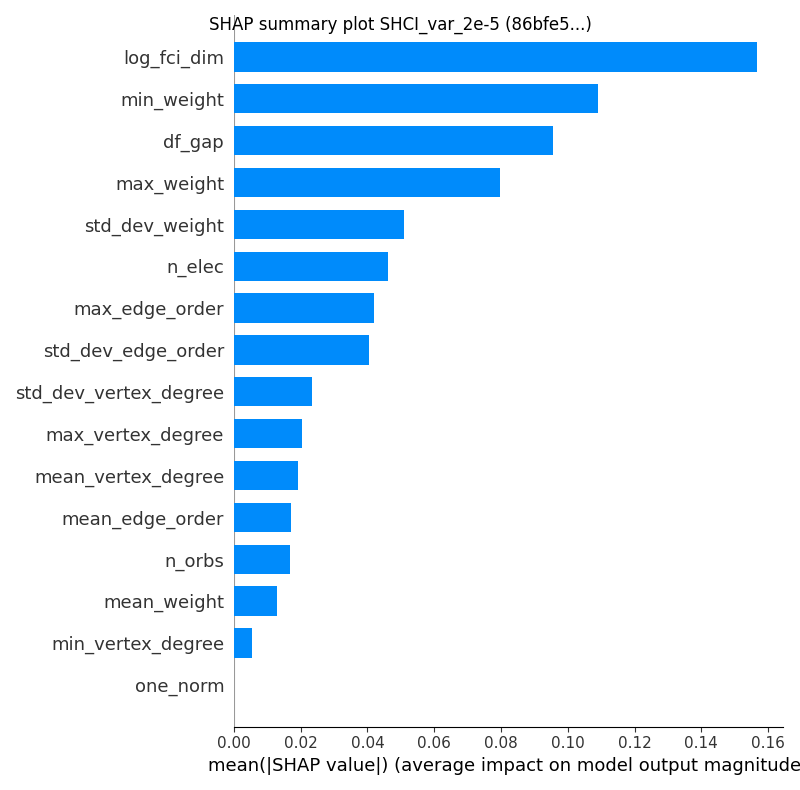 SHAP summary plot SHCI_var_2e-5 (86bfe5...)
log_fci_dim
min_weight
df_gap
max_weight
std_dev_weight
n_elec
max_edge_order
std_dev_edge_order
std_dev_vertex_degree
max_vertex_degree
mean_vertex_degree
mean_edge_order
n_orbs
mean_weight
min_vertex_degree
one_norm
0.00 0.02 0.04 0.06 0.08 0.10 0.12 0.14 0.16
mean(|SHAP value|) (average impact on model output magnitude